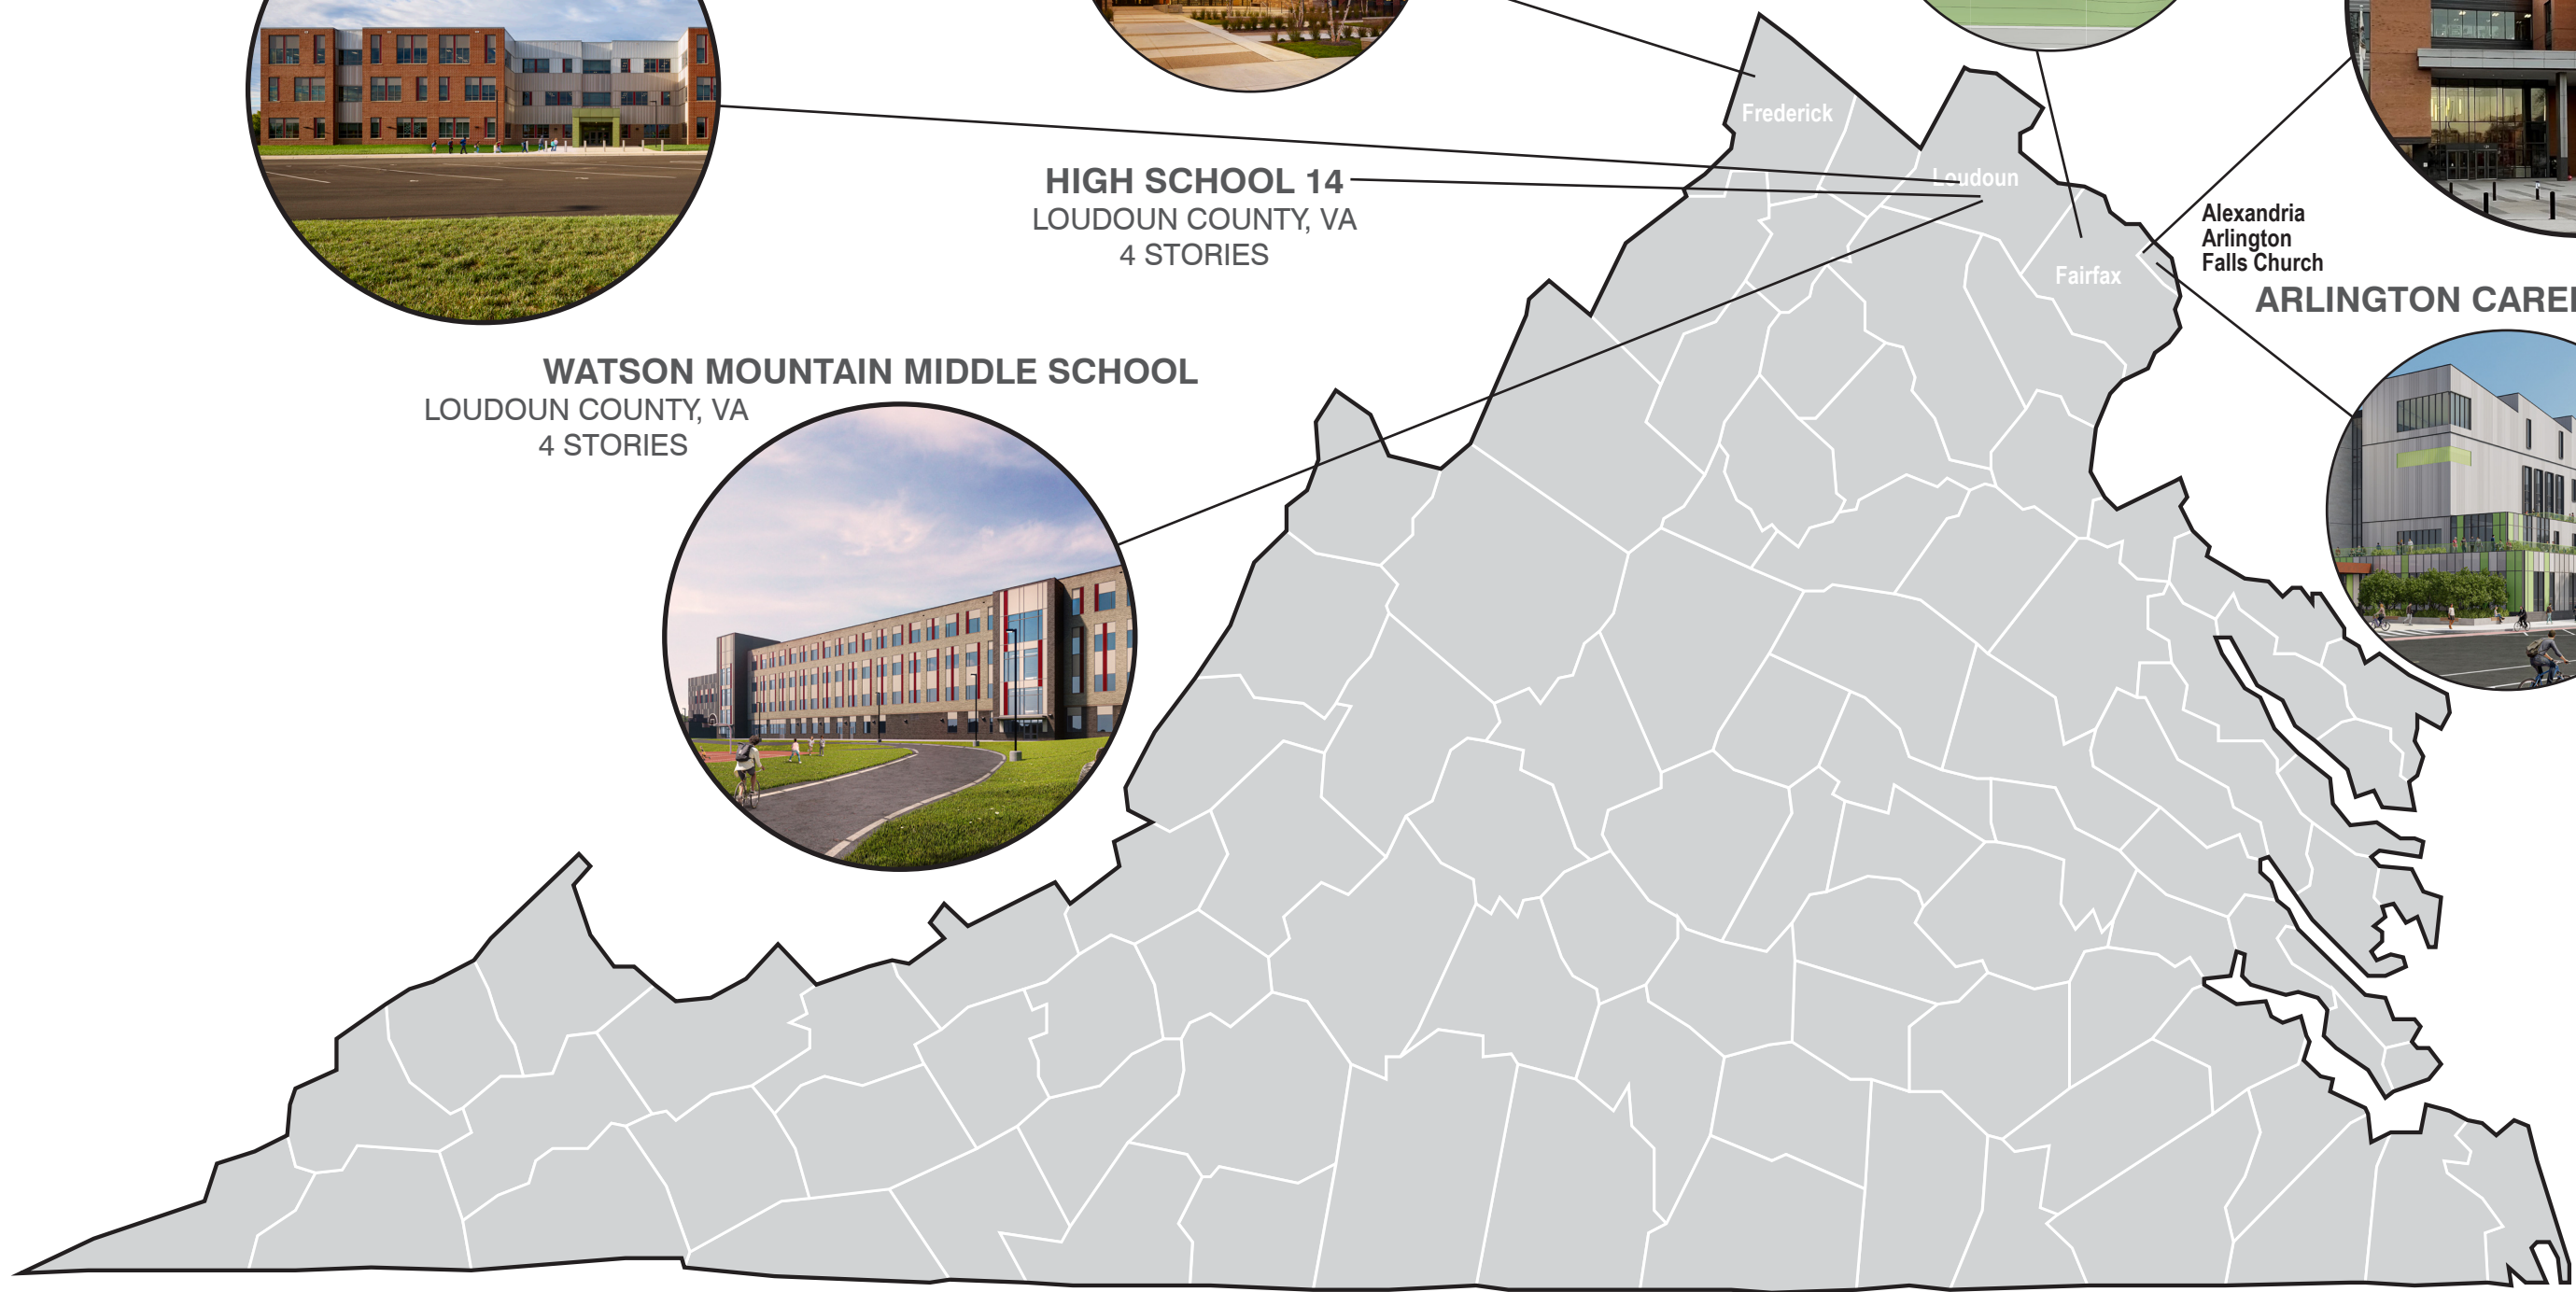 Frederick
HIGH SCHOOL 14
LOUDOUN COUNTY, VA
4 STORIES
Loudoun
Alexandria
Arlington
Falls Church
Fairfax
ARLINGTON
WATSON MOUNTAIN MIDDLE SCHOOL
LOUDOUN COUNTY, VA
4 STORIES